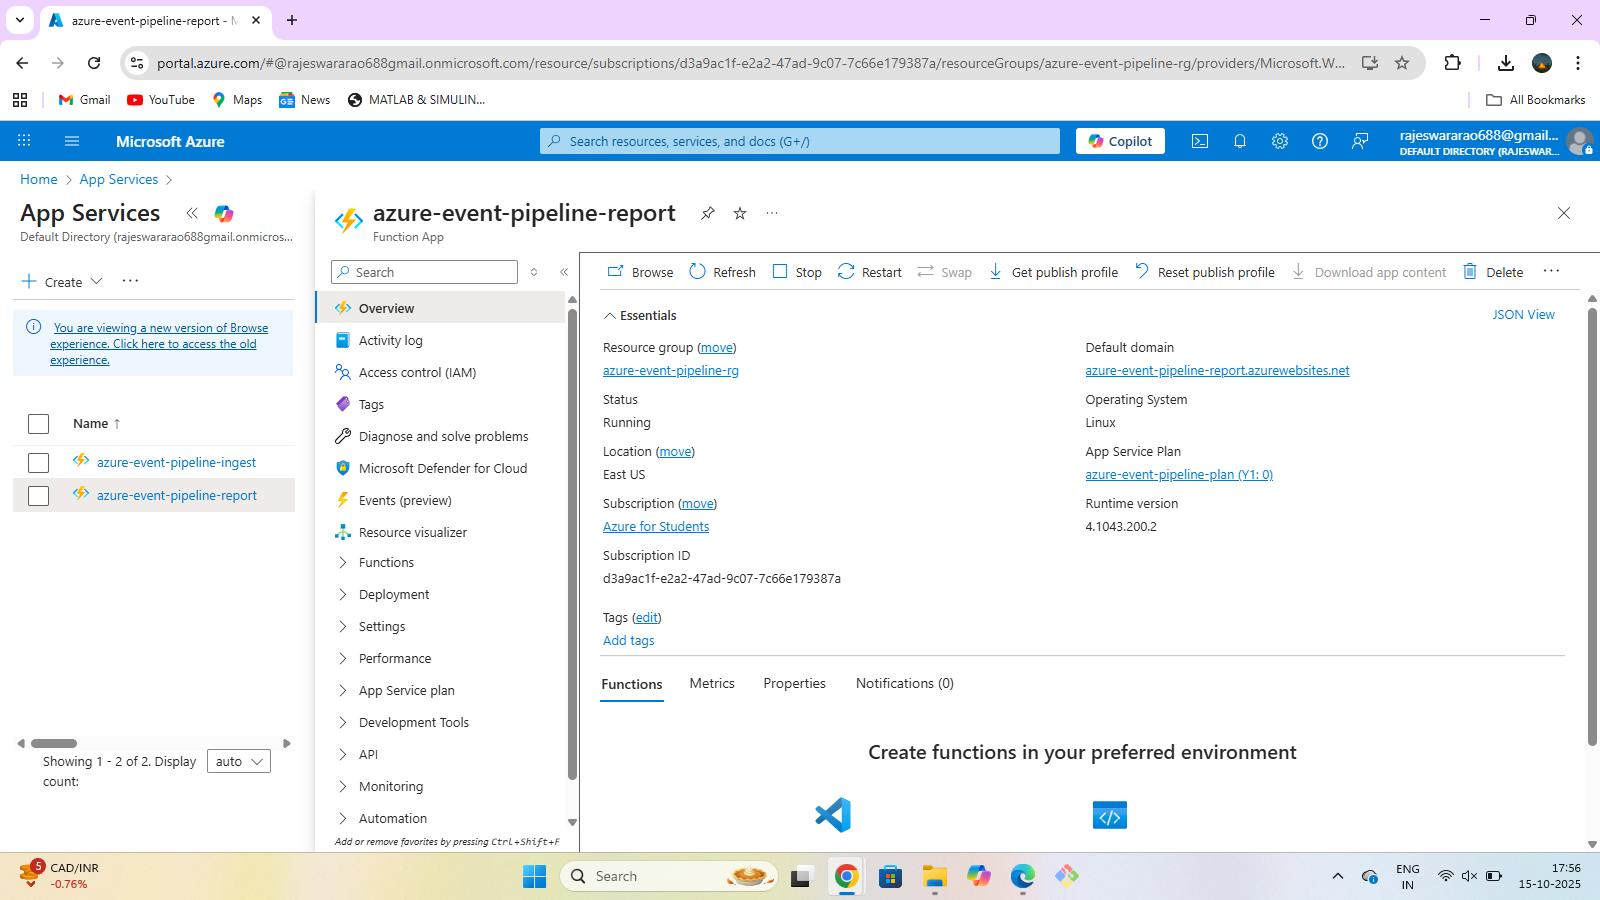 azure-event-pipeline-report - M
portal.azure.com/#@rajeswararao688gmail.onmicrosoft.com/resource/subscriptions/d3a9ac1f-e2a2-47ad-9c07-7c66e179387a/resourceGroups/azure-event-pipeline-rg/providers/Microsoft.W...
Gmail
YouTube
Maps
News
MATLAB & SIMULIN...
All Bookmarks
Microsoft Azure
Search resources, services, and docs (G+/)
Copilot
rajeswararao688@gmail....
DEFAULT DIRECTORY (RAJESWAR...
Home
App Services
App Services
Default Directory (rajeswararao688gmail.onmicros...
Create
You are viewing a new version of Browse
experience. Click here to access the old
experience.
Name ↑
azure-event-pipeline-ingest
azure-event-pipeline-report
Showing 1 - 2 of 2. Display
count:
auto
azure-event-pipeline-report
Function App
Search
Overview
Activity log
Access control (IAM)
Tags
Diagnose and solve problems
Microsoft Defender for Cloud
Events (preview)
Resource visualizer
Functions
Deployment
Settings
Performance
App Service plan
Development Tools
API
Monitoring
Automation
Add or remove favorites by pressing Ctrl+Shift+F
Browse
Refresh
Stop
Restart
Swap
Get publish profile
Reset publish profile
Download app content
Delete
Essentials
JSON View
Resource group (move)
azure-event-pipeline-rg
Status
Running
Location (move)
East US
Subscription (move)
Azure for Students
Subscription ID
d3a9ac1f-e2a2-47ad-9c07-7c66e179387a
Default domain
azure-event-pipeline-report.azurewebsites.net
Operating System
Linux
App Service Plan
azure-event-pipeline-plan (Y1: 0)
Runtime version
4.1043.200.2
Tags (edit)
Add tags
Functions
Metrics
Properties
Notifications (0)
Create functions in your preferred environment
5
CAD/INR
-0.76%
Search
ENG
IN
17:56
15-10-2025